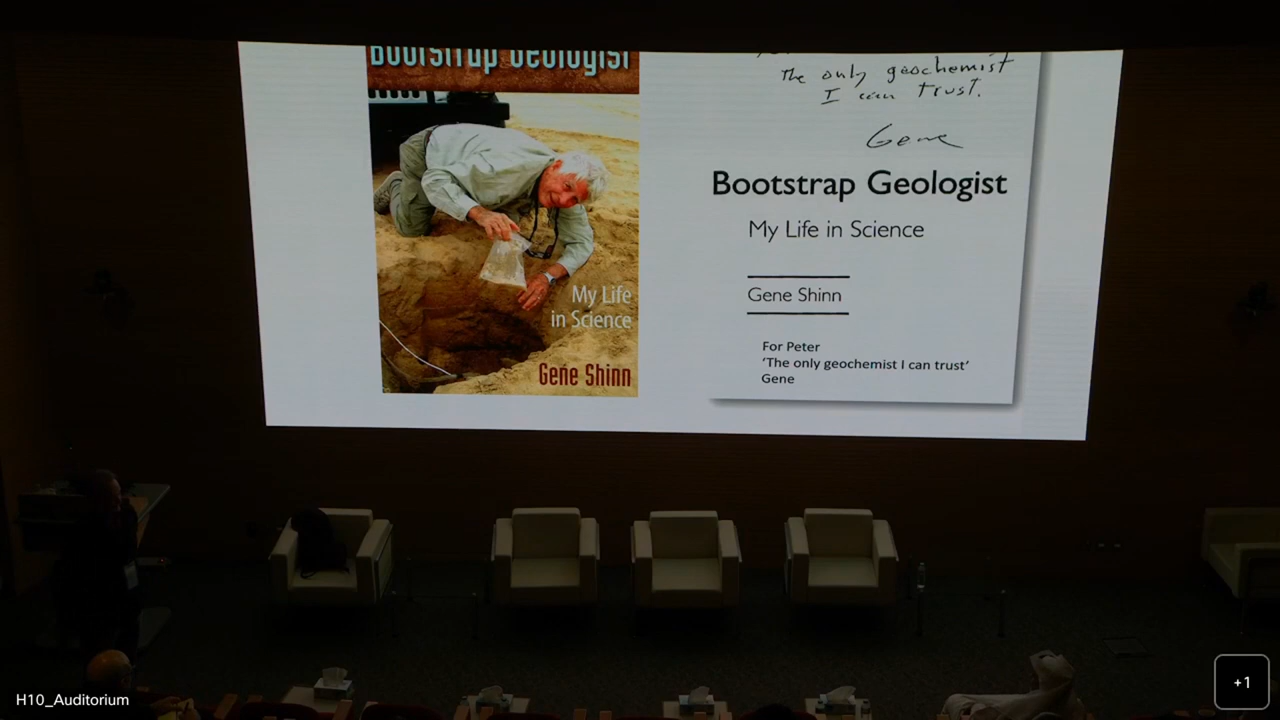 Bootstrap Geologist
My Life
in Science
Gene Shinn
The only geochemist
I can trust.
Gene
Bootstrap Geologist
My Life in Science
Gene Shinn
For Peter
'The only geochemist I can trust'
Gene
H10_Auditorium
+1